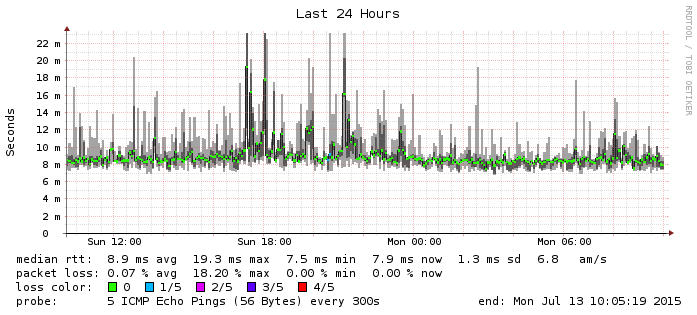 Last 24 Hours
RRDTOOL / TOBI OETIKER
Seconds
22 m
20 m
18 m
16 m
14 m
12 m
10 m
8 m
6 m
4 m
2 m
0
Sun 12:00 Sun 18:00 Mon 00:00 Mon 06:00
median rtt: 8.9 ms avg 19.3 ms max 7.5 ms min 7.9 ms now 1.3 ms sd 6.8 am/s
packet loss: 0.07 % avg 18.20 % max 0.00 % min 0.00 % now
loss color: 0 1/5 2/5 3/5 4/5
probe: 5 ICMP Echo Pings (56 Bytes) every 300s end: Mon Jul 13 10:05:19 2015